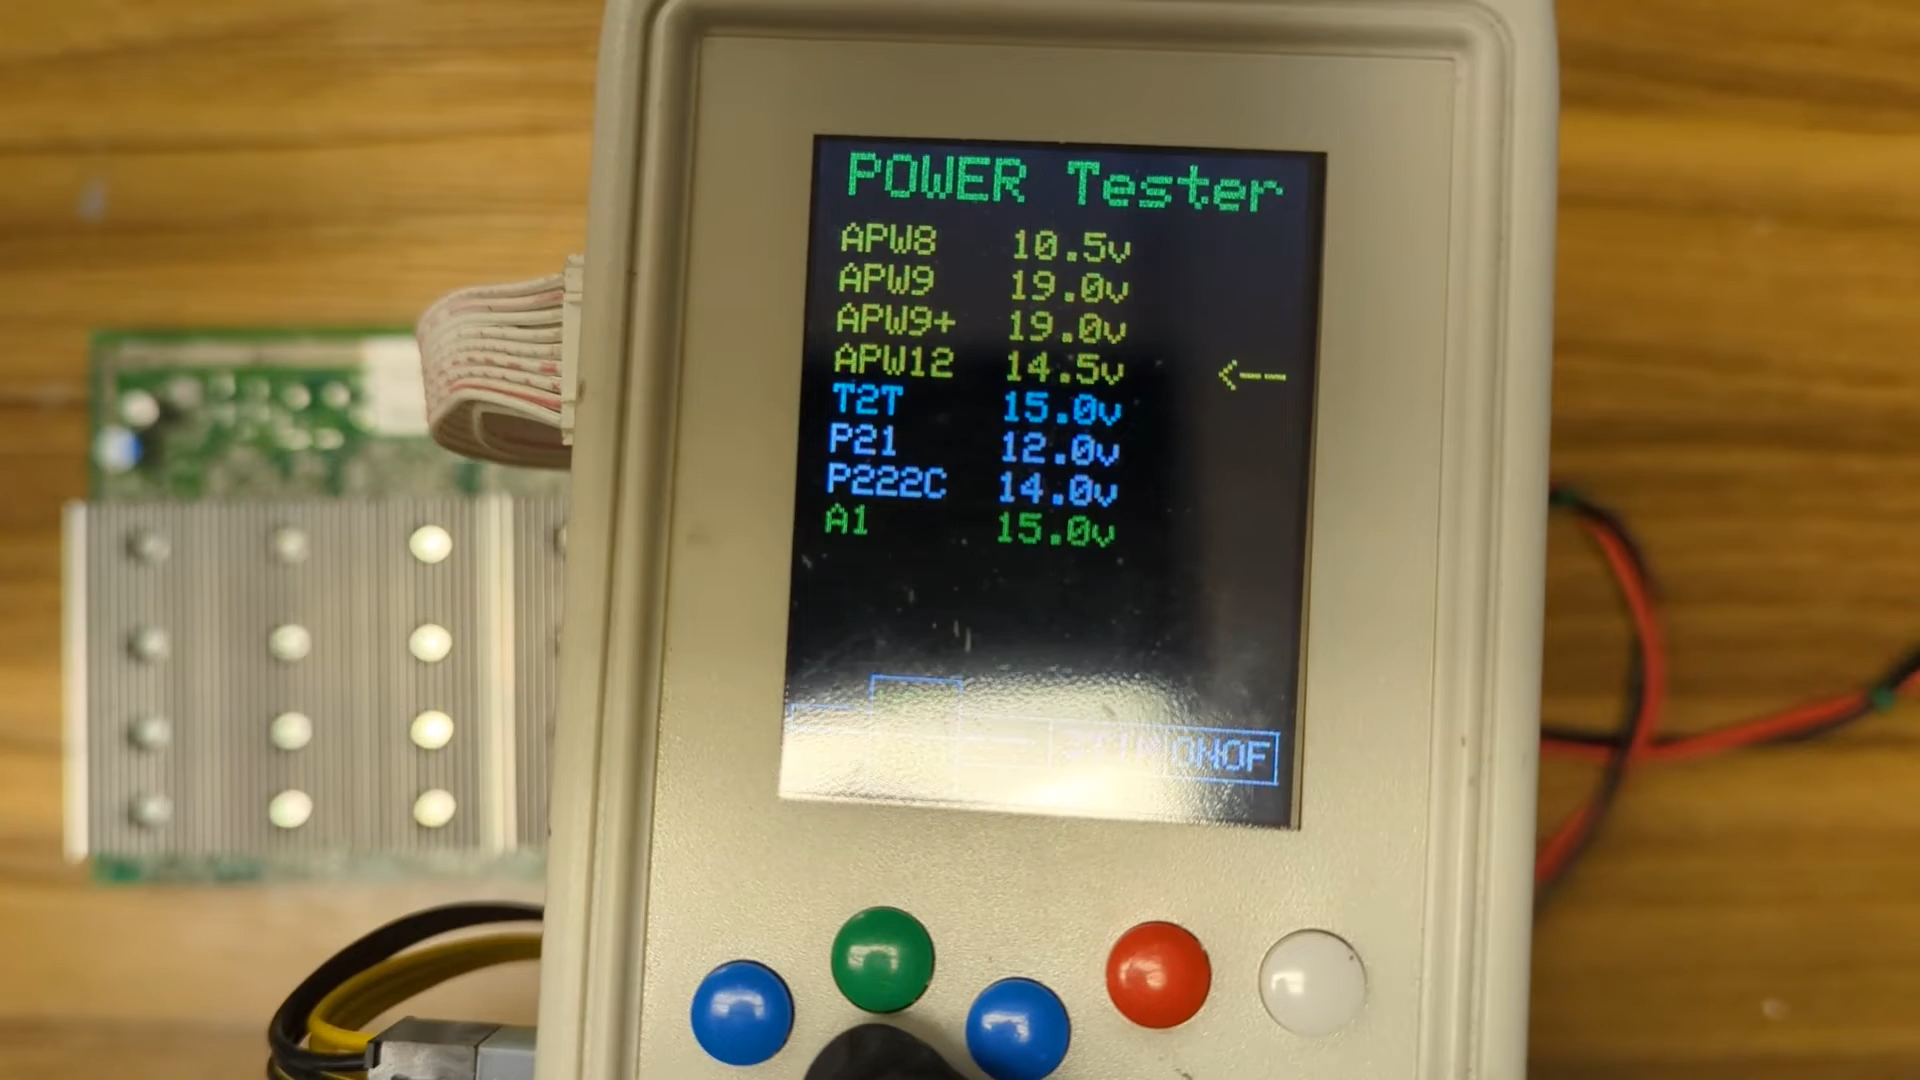 POWER Tester
APW8 10.5v
APW9 19.0v
APW9+ 19.0v
APW12 14.5v <--
T2T 15.0v
P21 12.0v
P222C 14.0v
A1 15.0v
ONOF